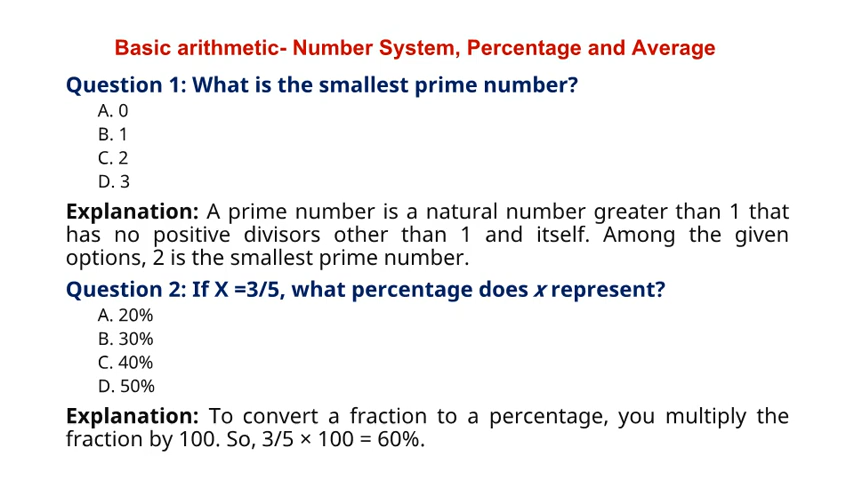 Basic arithmetic- Number System, Percentage and Average
Question 1: What is the smallest prime number?
A. 0
B. 1
C. 2
D. 3
Explanation: A prime number is a natural number greater than 1 that
has no positive divisors other than 1 and itself. Among the given
options, 2 is the smallest prime number.
Question 2: If X =3/5, what percentage does x represent?
A. 20%
B. 30%
C. 40%
D. 50%
Explanation: To convert a fraction to a percentage, you multiply the
fraction by 100. So, 3/5 × 100 = 60%.